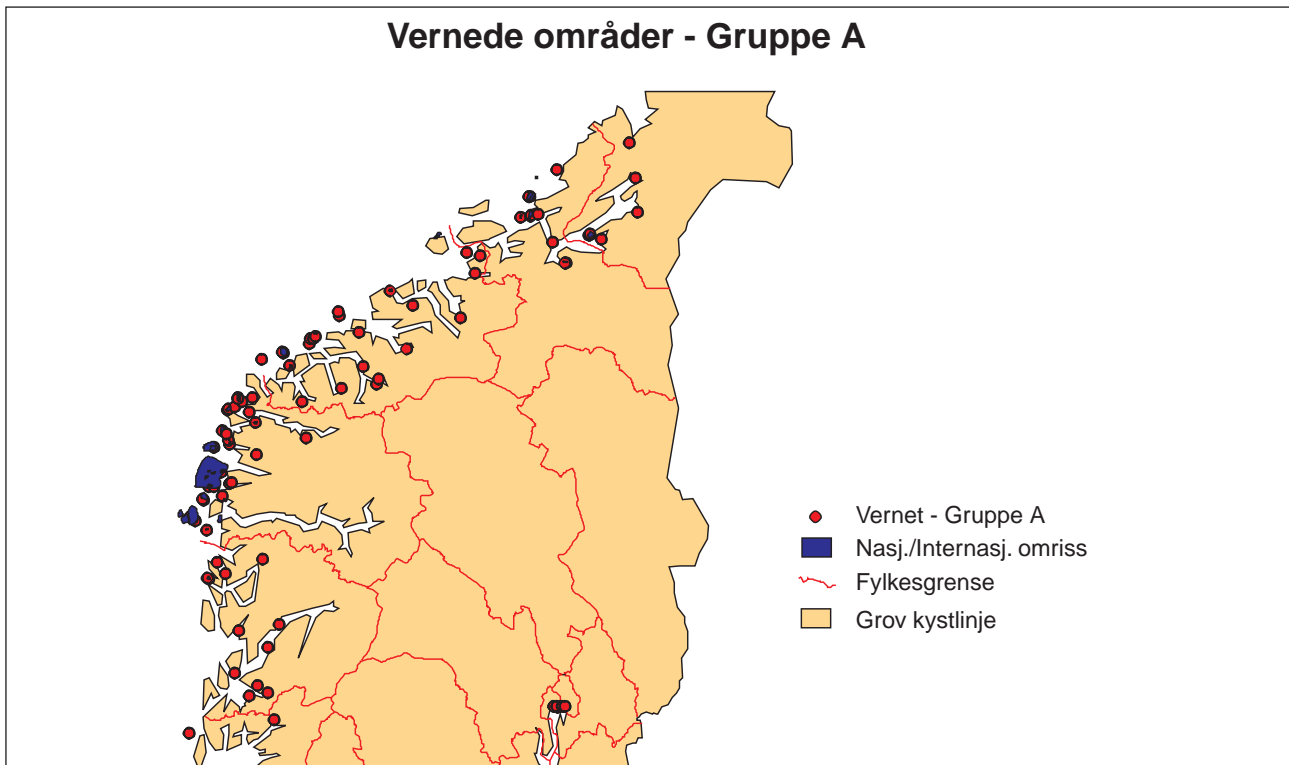 Vernede områder - Gruppe A
Vernet - Gruppe A
Nasj./Internasj. omriss
Fylkesgrense
Grov kystlinje